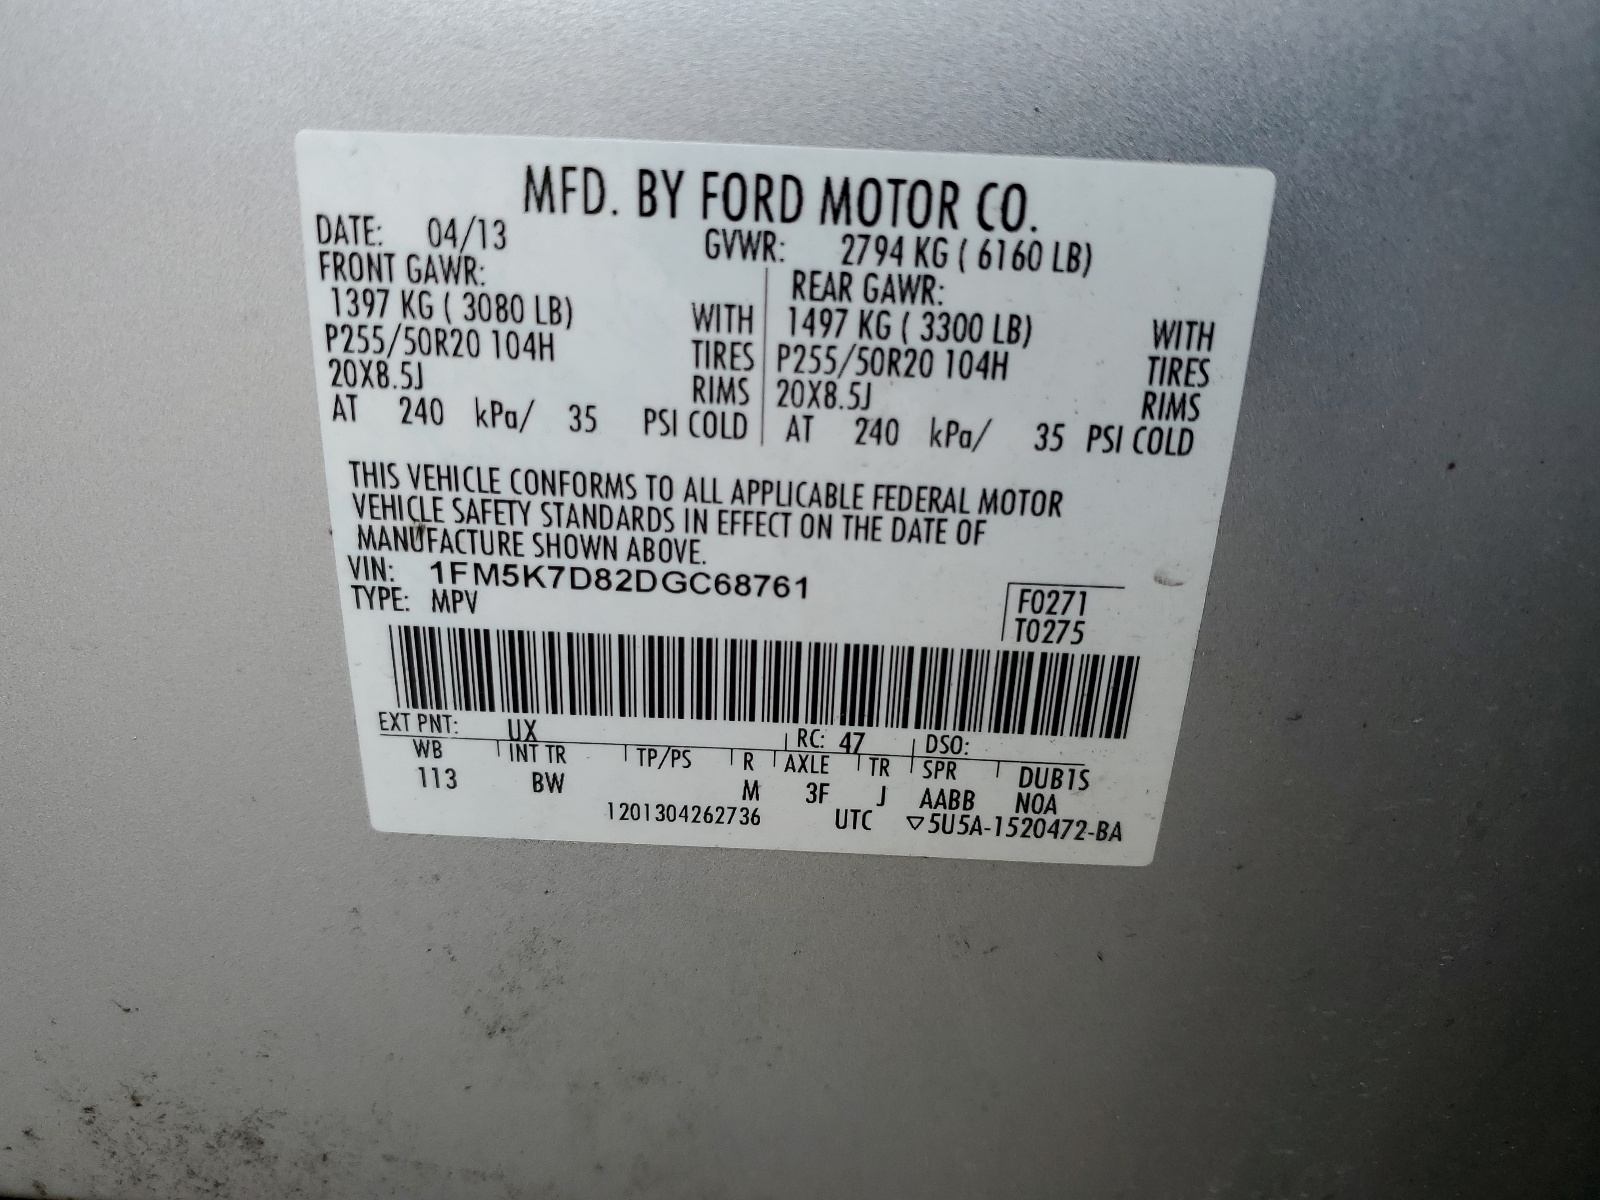 MFD. BY FORD MOTOR CO.
DATE: 04/13 GVWR: 2794 KG ( 6160 LB)
FRONT GAWR: REAR GAWR:
1397 KG ( 3080 LB) WITH 1497 KG ( 3300 LB) WITH
P255/50R20 104H TIRES P255/50R20 104H TIRES
20X8.5J RIMS 20X8.5J RIMS
AT 240 kPa/ 35 PSI COLD AT 240 kPa/ 35 PSI COLD
THIS VEHICLE CONFORMS TO ALL APPLICABLE FEDERAL MOTOR
VEHICLE SAFETY STANDARDS IN EFFECT ON THE DATE OF
MANUFACTURE SHOWN ABOVE.
VIN: 1FM5K7D82DGC68761 F0271
TYPE: MPV T0275
EXT PNT: UX RC: 47 DSO:
WB INT TR TP/PS R AXLE TR SPR DUB1S
113 BW M 3F J AABB NOA
1201304262736 UTC ▽5U5A-1520472-BA